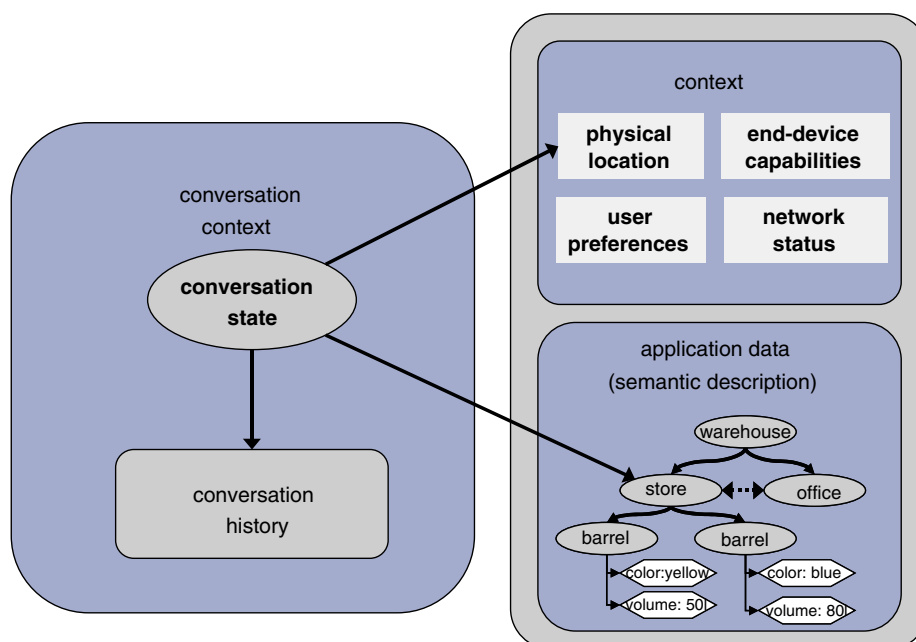 conversation
context
conversation
state
conversation
history
context
physical
location
end-device
capabilities
user
preferences
network
status
application data
(semantic description)
warehouse
store
office
barrel
barrel
color:yellow
color: blue
volume: 50l
volume: 80l